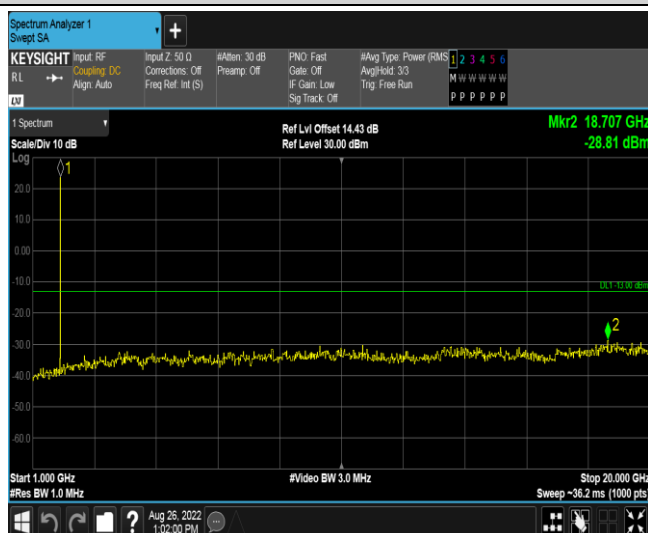 Spectrum Analyzer 1
Swept SA
+
KEYSIGHT
RL
LXI
Input: RF
Coupling: DC
Align: Auto
Input Z: 50 Ω
Corrections: Off
Freq Ref: Int (S)
#Atten: 30 dB
Preamp: Off
PNO: Fast
Gate: Off
IF Gain: Low
Sig Track: Off
#Avg Type: Power (RMS
Avg|Hold: 3/3
Trig: Free Run
1 2 3 4 5 6
M W W W W W
P P P P P P
1 Spectrum
Scale/Div 10 dB
Log
Ref Lvl Offset 14.43 dB
Ref Level 30.00 dBm
Mkr2 18.707 GHz
-28.81 dBm
1
20.0
10.0
0.00
-10.0
DL1 -13.00 dBm
2
-30.0
-40.0
-50.0
-60.0
Start 1.000 GHz
#Res BW 1.0 MHz
#Video BW 3.0 MHz
Stop 20.000 GHz
Sweep ~36.2 ms (1000 pts)
?
Aug 26, 2022
1:02:00 PM